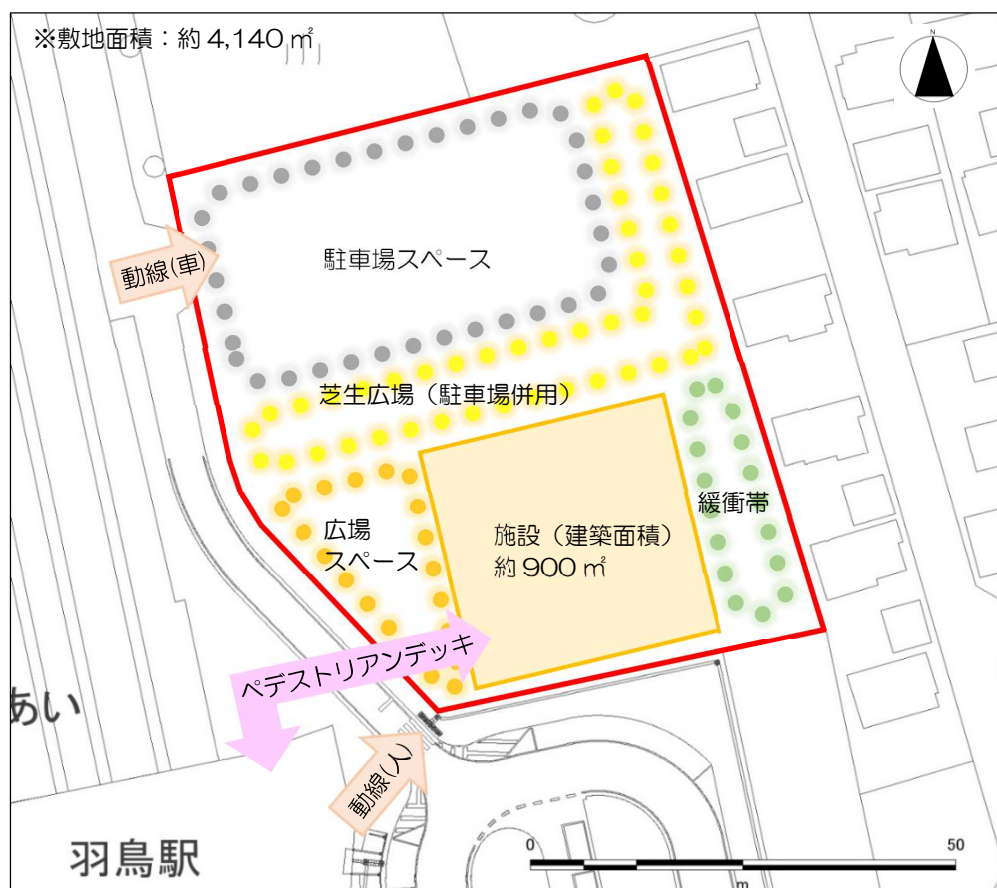 ※敷地面積：約 4,140 ㎡
N
駐車場スペース
動線(車)
芝生広場（駐車場併用）
緩衝帯
広場
スペース
施設（建築面積）
約 900 ㎡
ペデストリアンデッキ
あい
動線(人)
羽鳥駅
0
50
m